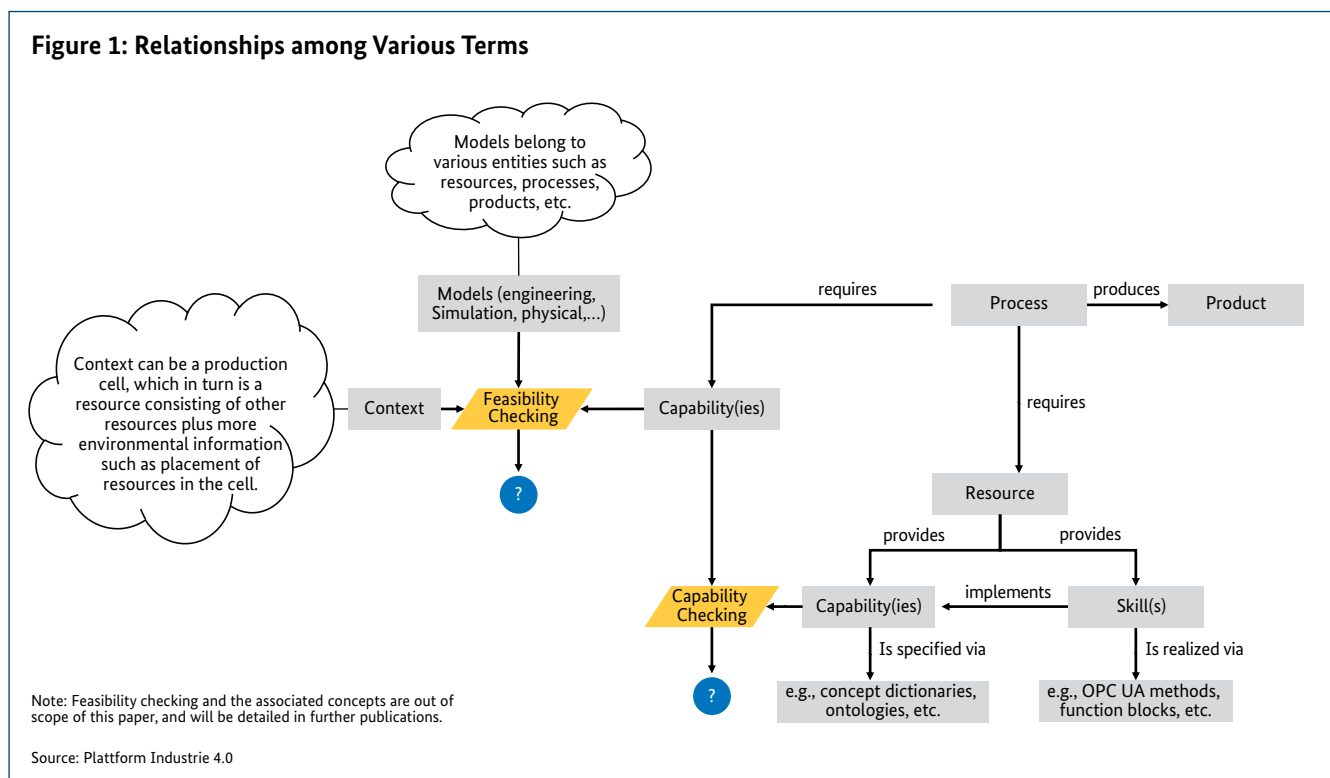 Figure 1: Relationships among Various Terms
Models belong to
various entities such as
resources, processes,
products, etc.
Models (engineering,
Simulation, physical,...)
requires
Process
produces
Product
Context can be a production
cell, which in turn is a
resource consisting of other
resources plus more
environmental information
such as placement of
resources in the cell.
Context
Feasibility
Checking
Capability(ies)
requires
?
Resource
provides
provides
Capability
Checking
Capability(ies)
implements
Skill(s)
Is specified via
Is realized via
?
e.g., concept dictionaries,
ontologies, etc.
e.g., OPC UA methods,
function blocks, etc.
Note: Feasibility checking and the associated concepts are out of
scope of this paper, and will be detailed in further publications.
Source: Plattform Industrie 4.0